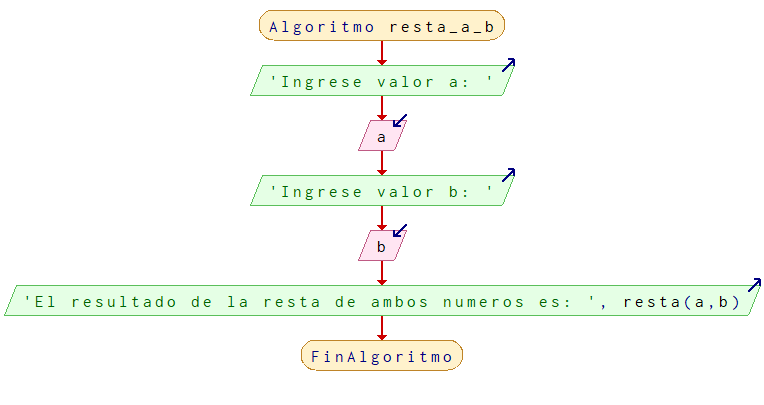 Algoritmo resta_a_b
'Ingrese valor a: '
a
'Ingrese valor b: '
b
'El resultado de la resta de ambos numeros es: ', resta(a,b)
FinAlgoritmo